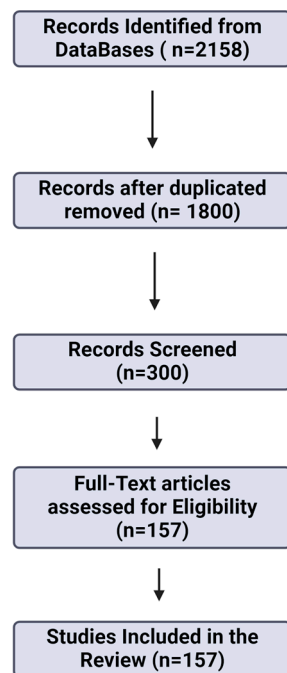 Records Identified from
DataBases ( n=2158)
Records after duplicated
removed (n= 1800)
Records Screened
(n=300)
Full-Text articles
assessed for Eligibility
(n=157)
Studies Included in the
Review (n=157)